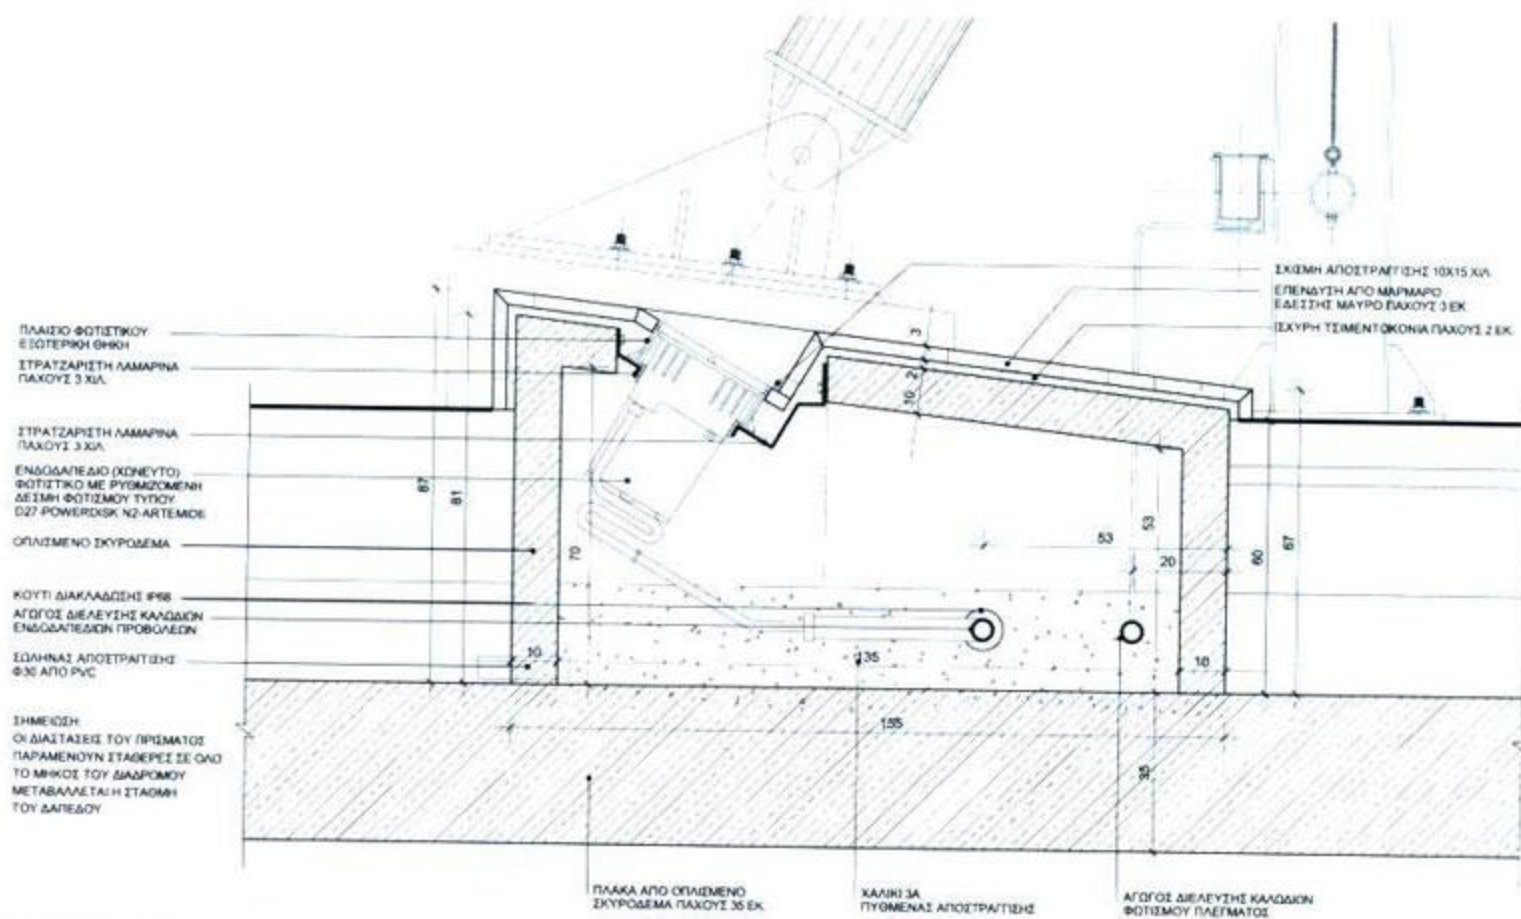 ΠΛΑΙΣΙΟ ΦΩΤΙΣΤΙΚΟΥ
ΕΞΩΤΕΡΙΚΗ ΘΗΚΗ
ΣΤΡΑΤΖΑΡΙΣΤΗ ΛΑΜΑΡΙΝΑ
ΠΑΧΟΥΣ 3 ΧΙΛ.
ΣΤΡΑΤΖΑΡΙΣΤΗ ΛΑΜΑΡΙΝΑ
ΠΑΧΟΥΣ 3 ΧΙΛ.
ΕΝΔΟΔΑΠΕΔΙΟ (ΧΩΝΕΥΤΟ)
ΦΩΤΙΣΤΙΚΟ ΜΕ ΡΥΘΜΙΖΟΜΕΝΗ
ΔΕΣΜΗ ΦΩΤΙΣΜΟΥ ΤΥΠΟΥ
D27-POWERDISK N2-ARTEMIDE
ΟΠΛΙΣΜΕΝΟ ΣΚΥΡΟΔΕΜΑ
ΚΟΥΤΙ ΔΙΑΚΛΑΔΩΣΗΣ IP68
ΑΓΩΓΟΣ ΔΙΕΛΕΥΣΗΣ ΚΑΛΩΔΙΩΝ
ΕΝΔΟΔΑΠΕΔΙΩΝ ΠΡΟΒΟΛΕΩΝ
ΣΩΛΗΝΑΣ ΑΠΟΣΤΡΑΓΓΙΣΗΣ
Φ30 ΑΠΟ PVC
ΣΗΜΕΙΩΣΗ:
ΟΙ ΔΙΑΣΤΑΣΕΙΣ ΤΟΥ ΠΡΙΣΜΑΤΟΣ
ΠΑΡΑΜΕΝΟΥΝ ΣΤΑΘΕΡΕΣ ΣΕ ΟΛΟ
ΤΟ ΜΗΚΟΣ ΤΟΥ ΔΙΑΔΡΟΜΟΥ
ΜΕΤΑΒΑΛΛΕΤΑΙ Η ΣΤΑΘΜΗ
ΤΟΥ ΔΑΠΕΔΟΥ
ΣΧΙΣΜΗ ΑΠΟΣΤΡΑΓΓΙΣΗΣ 10Χ15 ΧΙΛ.
ΕΠΕΝΔΥΣΗ ΑΠΟ ΜΑΡΜΑΡΟ
ΕΔΕΣΣΗΣ ΜΑΥΡΟ ΠΑΧΟΥΣ 3 ΕΚ.
ΙΣΧΥΡΗ ΤΣΙΜΕΝΤΟΚΟΝΙΑ ΠΑΧΟΥΣ 2 ΕΚ.
3
2
10
87
81
70
53
53
20
60
67
10
135
10
155
35
ΠΛΑΚΑ ΑΠΟ ΟΠΛΙΣΜΕΝΟ
ΣΚΥΡΟΔΕΜΑ ΠΑΧΟΥΣ 35 ΕΚ.
ΧΑΛΙΚΙ 3Α
ΠΥΘΜΕΝΑΣ ΑΠΟΣΤΡΑΓΓΙΣΗΣ
ΑΓΩΓΟΣ ΔΙΕΛΕΥΣΗΣ ΚΑΛΩΔΙΩΝ
ΦΩΤΙΣΜΟΥ ΠΛΕΓΜΑΤΟΣ